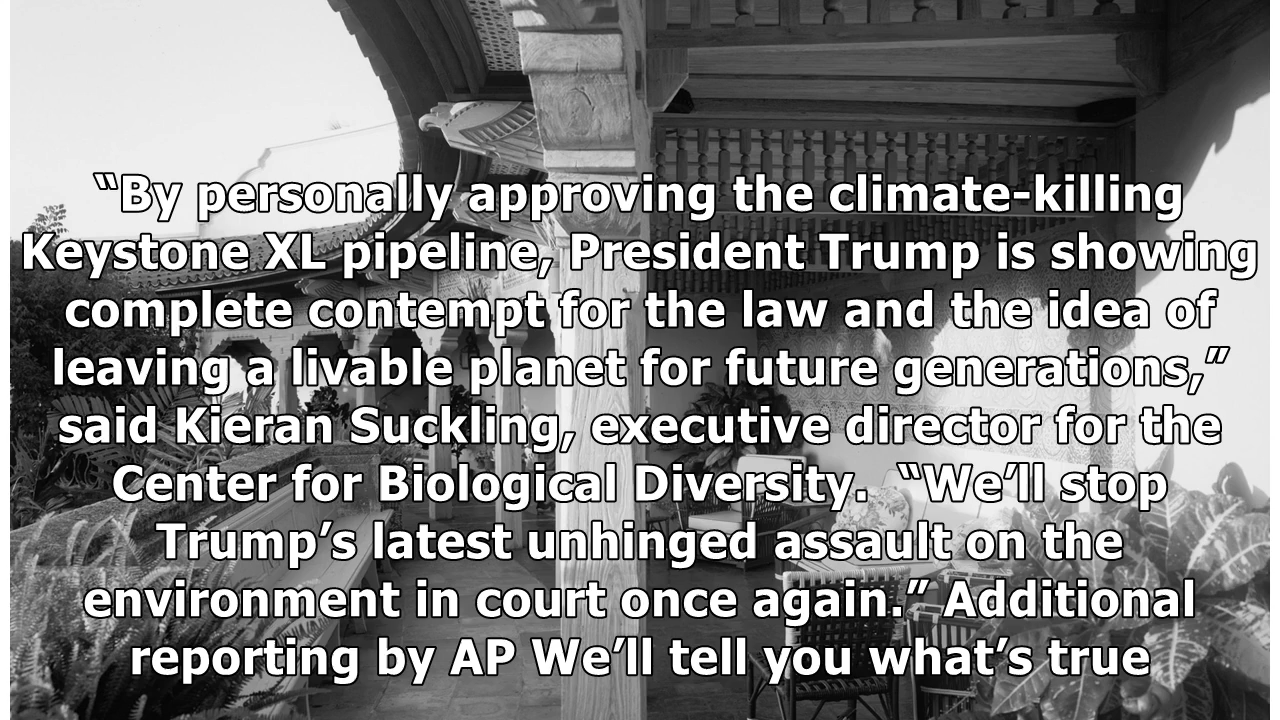 “By personally approving the climate-killing
Keystone XL pipeline, President Trump is showing
complete contempt for the law and the idea of
leaving a livable planet for future generations,”
said Kieran Suckling, executive director for the
Center for Biological Diversity.  “We’ll stop
Trump’s latest unhinged assault on the
environment in court once again.” Additional
reporting by AP We’ll tell you what’s true